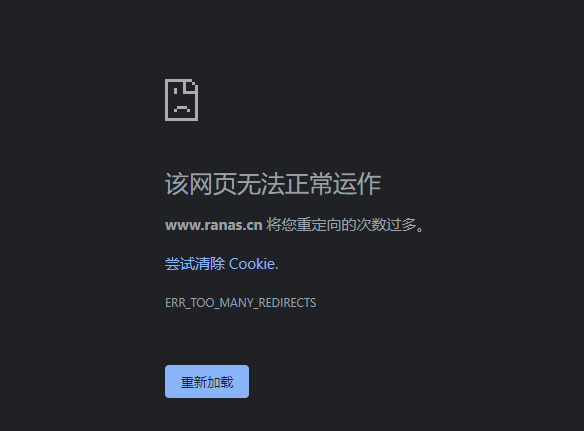 该网页无法正常运作
www.ranas.cn 将您重定向的次数过多。
尝试清除 Cookie.
ERR_TOO_MANY_REDIRECTS
重新加载